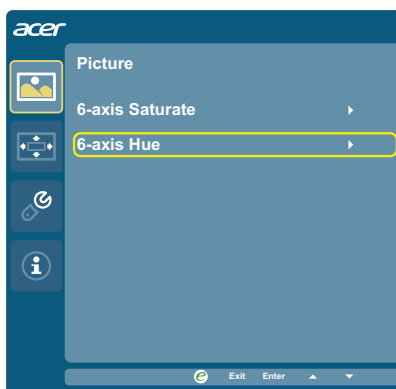 acer
Picture
6-axis Saturate
6-axis Hue
e Exit Enter